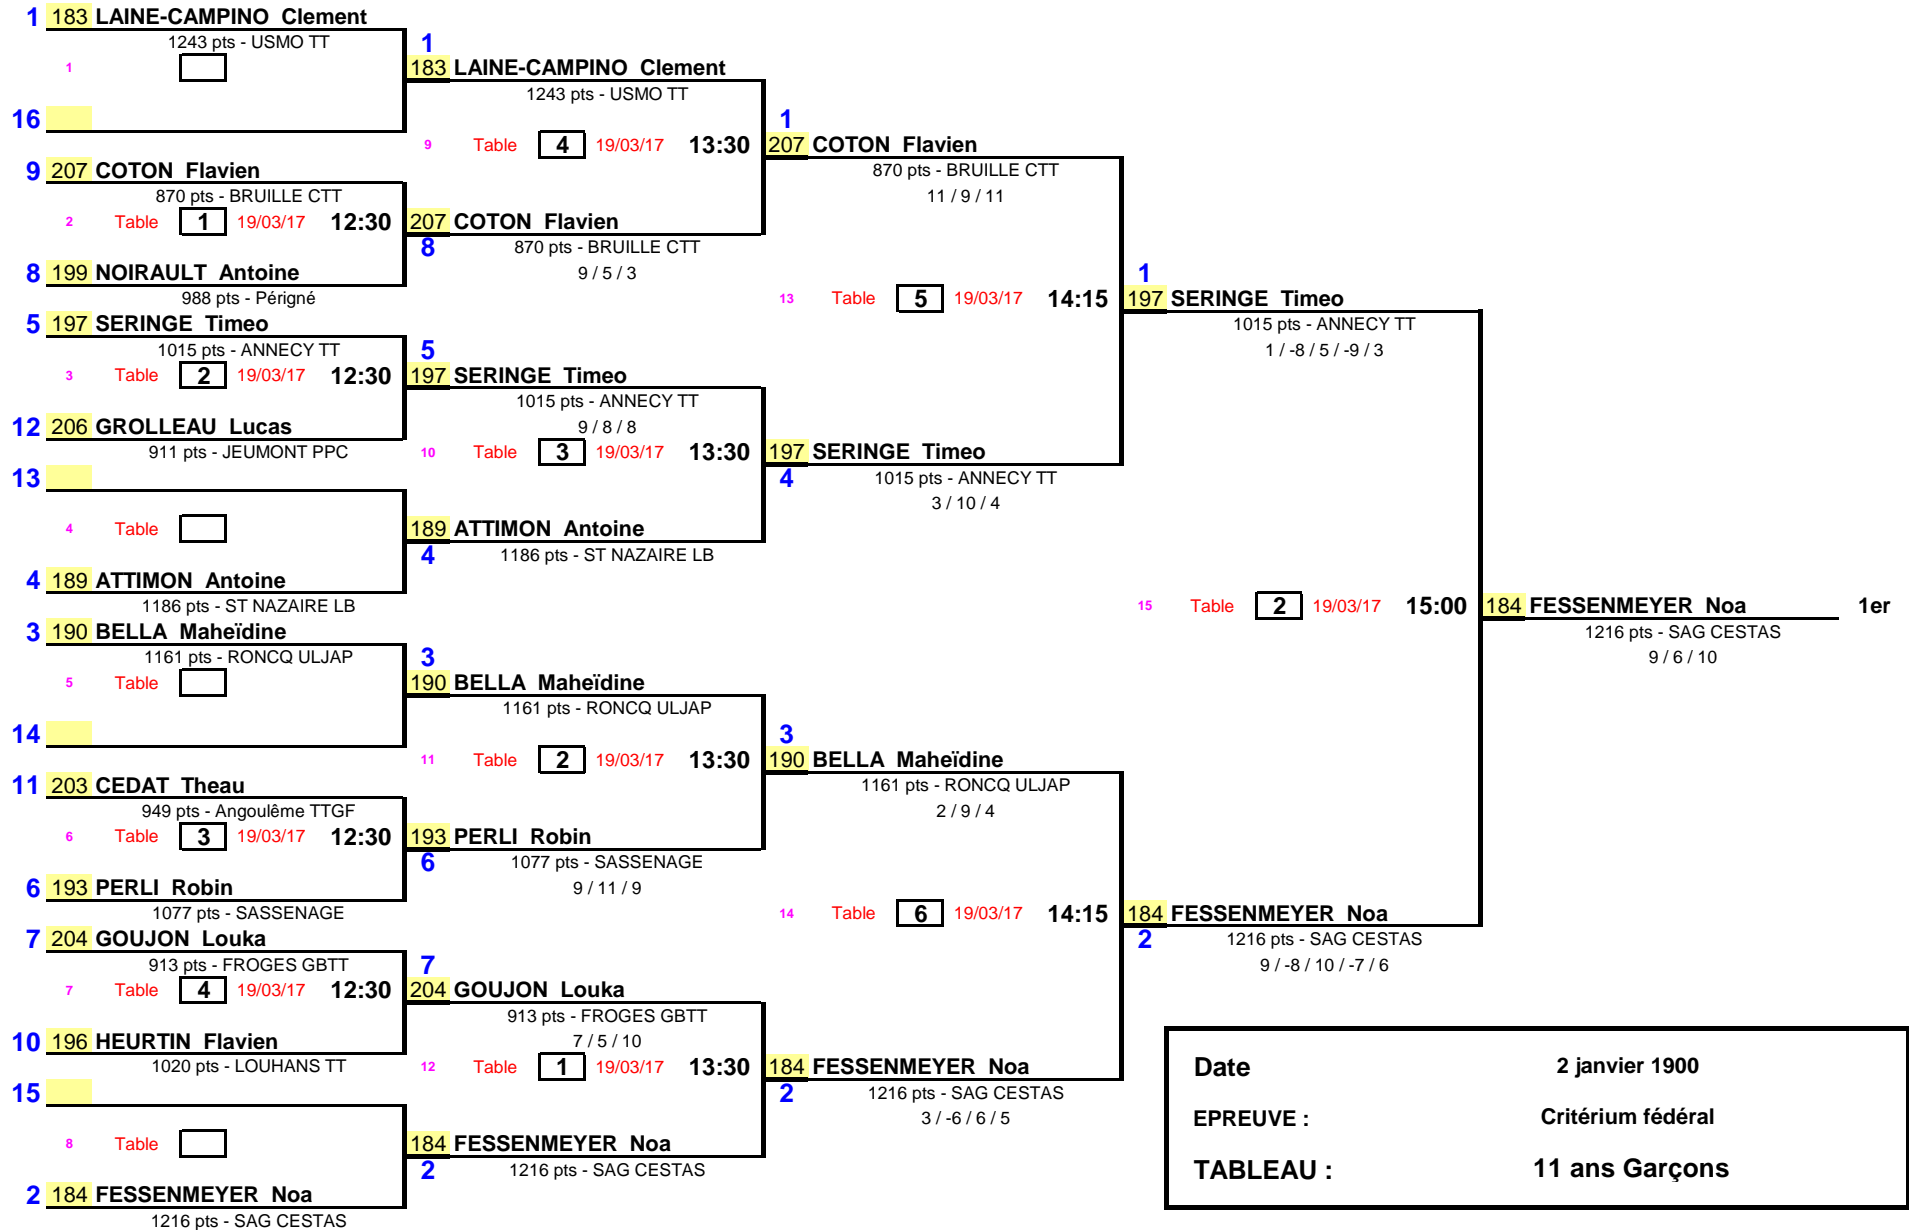 1 183 LAINE-CAMPINO Clement
1243 pts - USMO TT
1
16
9 207 COTON Flavien
870 pts - BRUILLE CTT
2 Table 1 19/03/17 12:30
8 199 NOIRAULT Antoine
988 pts - Périgné
5 197 SERINGE Timeo
1015 pts - ANNECY TT
3 Table 2 19/03/17 12:30
12 206 GROLLEAU Lucas
911 pts - JEUMONT PPC
13
4 Table
4 189 ATTIMON Antoine
1186 pts - ST NAZAIRE LB
3 190 BELLA Maheïdine
1161 pts - RONCQ ULJAP
5 Table
14
11 203 CEDAT Theau
949 pts - Angoulême TTGF
6 Table 3 19/03/17 12:30
6 193 PERLI Robin
1077 pts - SASSENAGE
7 204 GOUJON Louka
913 pts - FROGES GBTT
7 Table 4 19/03/17 12:30
10 196 HEURTIN Flavien
1020 pts - LOUHANS TT
15
8 Table
2 184 FESSENMEYER Noa
1216 pts - SAG CESTAS
1
183 LAINE-CAMPINO Clement
1243 pts - USMO TT
9 Table 4 19/03/17 13:30
207 COTON Flavien
8
870 pts - BRUILLE CTT
9 / 5 / 3
5
197 SERINGE Timeo
1015 pts - ANNECY TT
9 / 8 / 8
10 Table 3 19/03/17 13:30
189 ATTIMON Antoine
4
1186 pts - ST NAZAIRE LB
3
190 BELLA Maheïdine
1161 pts - RONCQ ULJAP
11 Table 2 19/03/17 13:30
193 PERLI Robin
6
1077 pts - SASSENAGE
9 / 11 / 9
7
204 GOUJON Louka
913 pts - FROGES GBTT
7 / 5 / 10
12 Table 1 19/03/17 13:30
184 FESSENMEYER Noa
2
1216 pts - SAG CESTAS
1
207 COTON Flavien
870 pts - BRUILLE CTT
11 / 9 / 11
13 Table 5 19/03/17 14:15
197 SERINGE Timeo
4
1015 pts - ANNECY TT
3 / 10 / 4
3
190 BELLA Maheïdine
1161 pts - RONCQ ULJAP
2 / 9 / 4
14 Table 6 19/03/17 14:15
184 FESSENMEYER Noa
2
1216 pts - SAG CESTAS
3 / -6 / 6 / 5
1
197 SERINGE Timeo
1015 pts - ANNECY TT
1 / -8 / 5 / -9 / 3
15 Table 2 19/03/17 15:00
184 FESSENMEYER Noa
2
1216 pts - SAG CESTAS
9 / -8 / 10 / -7 / 6
184 FESSENMEYER Noa 1er
1216 pts - SAG CESTAS
9 / 6 / 10
Date 2 janvier 1900
EPREUVE : Critérium fédéral
TABLEAU : 11 ans Garçons